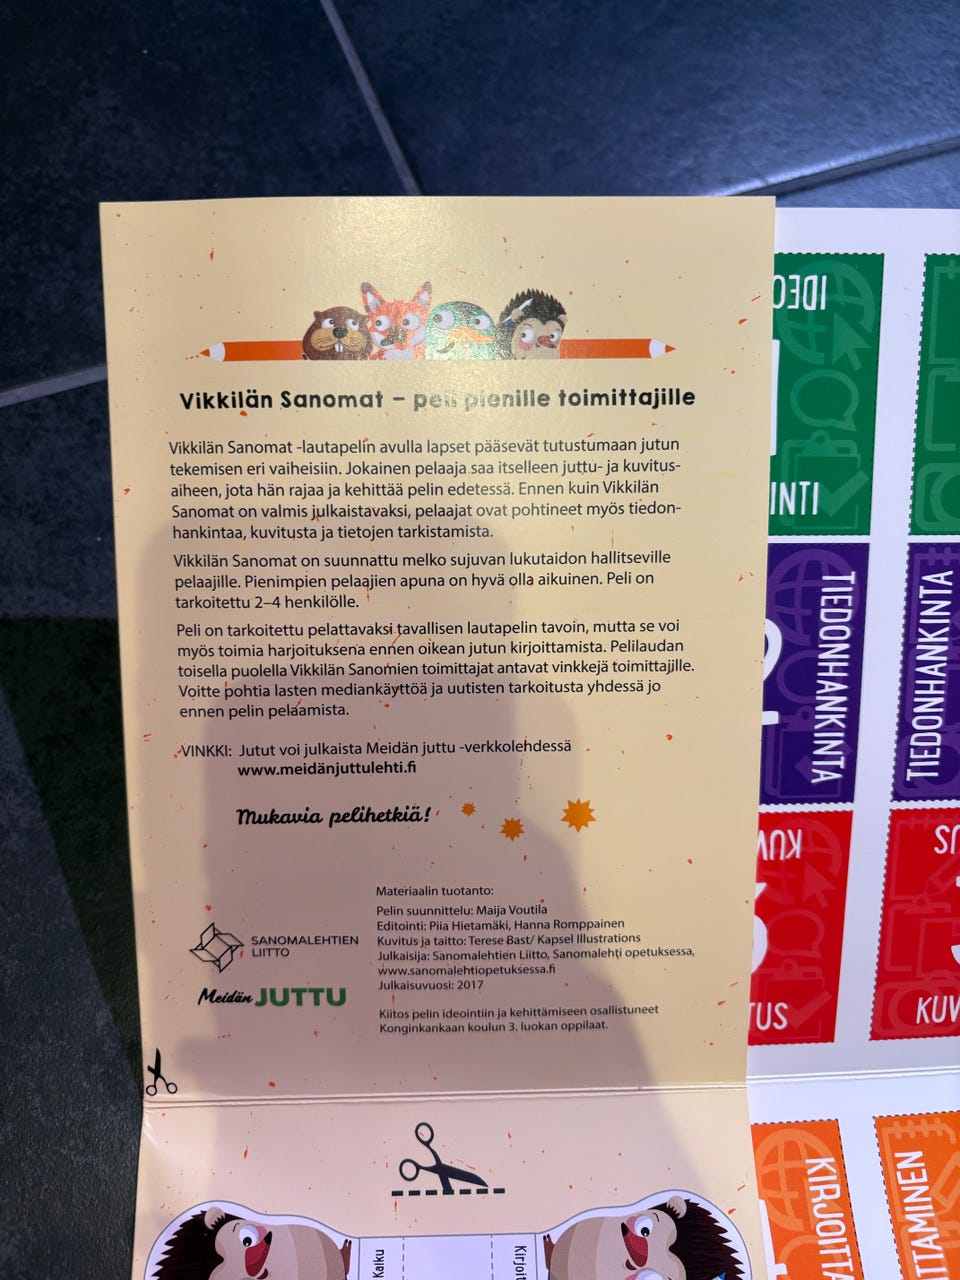 Vikkilän Sanomat – peli pienille toimittajille
Vikkilän Sanomat -lautapelin avulla lapset pääsevät tutustumaan jutun
tekemisen eri vaiheisiin. Jokainen pelaaja saa itselleen juttu- ja kuvitus-
aiheen, jota hän rajaa ja kehittää pelin edetessä. Ennen kuin Vikkilän
Sanomat on valmis julkaistavaksi, pelaajat ovat pohtineet myös tiedon-
hankintaa, kuvitusta ja tietojen tarkistamista.
Vikkilän Sanomat on suunnattu melko sujuvan lukutaidon hallitseville
pelaajille. Pienimpien pelaajien apuna on hyvä olla aikuinen. Peli on
tarkoitettu 2–4 henkilölle.
Peli on tarkoitettu pelattavaksi tavallisen lautapelin tavoin, mutta se voi
myös toimia harjoituksena ennen oikean jutun kirjoittamista. Pelilaudan
toisella puolella Vikkilän Sanomien toimittajat antavat vinkkejä toimittajille.
Voitte pohtia lasten mediankäyttöä ja uutisten tarkoitusta yhdessä jo
ennen pelin pelaamista.
VINKKI: Jutut voi julkaista Meidän juttu -verkkolehdessä
www.meidänjuttulehti.fi
Mukavia pelihetkiä!
Materiaalin tuotanto:
Pelin suunnittelu: Maija Voutila
Editointi: Piia Hietamäki, Hanna Romppainen
Kuvitus ja taitto: Terese Bast/ Kapsel Illustrations
Julkaisija: Sanomalehtien Liitto, Sanomalehti opetuksessa,
www.sanomalehtiopetuksessa.fi
Julkaisuvuosi: 2017
Kiitos pelin ideointiin ja kehittämiseen osallistuneet
Konginkankaan koulun 3. luokan oppilaat.
SANOMALEHTIEN
LIITTO
Meidän JUTTU
Kaiku
Kirjoit
IDEO
INTI
TIEDONHANKINTA
TIEDONHANKINTA
KUV
TUS
US
KUV
KIRJOITTA
TTAMINEN